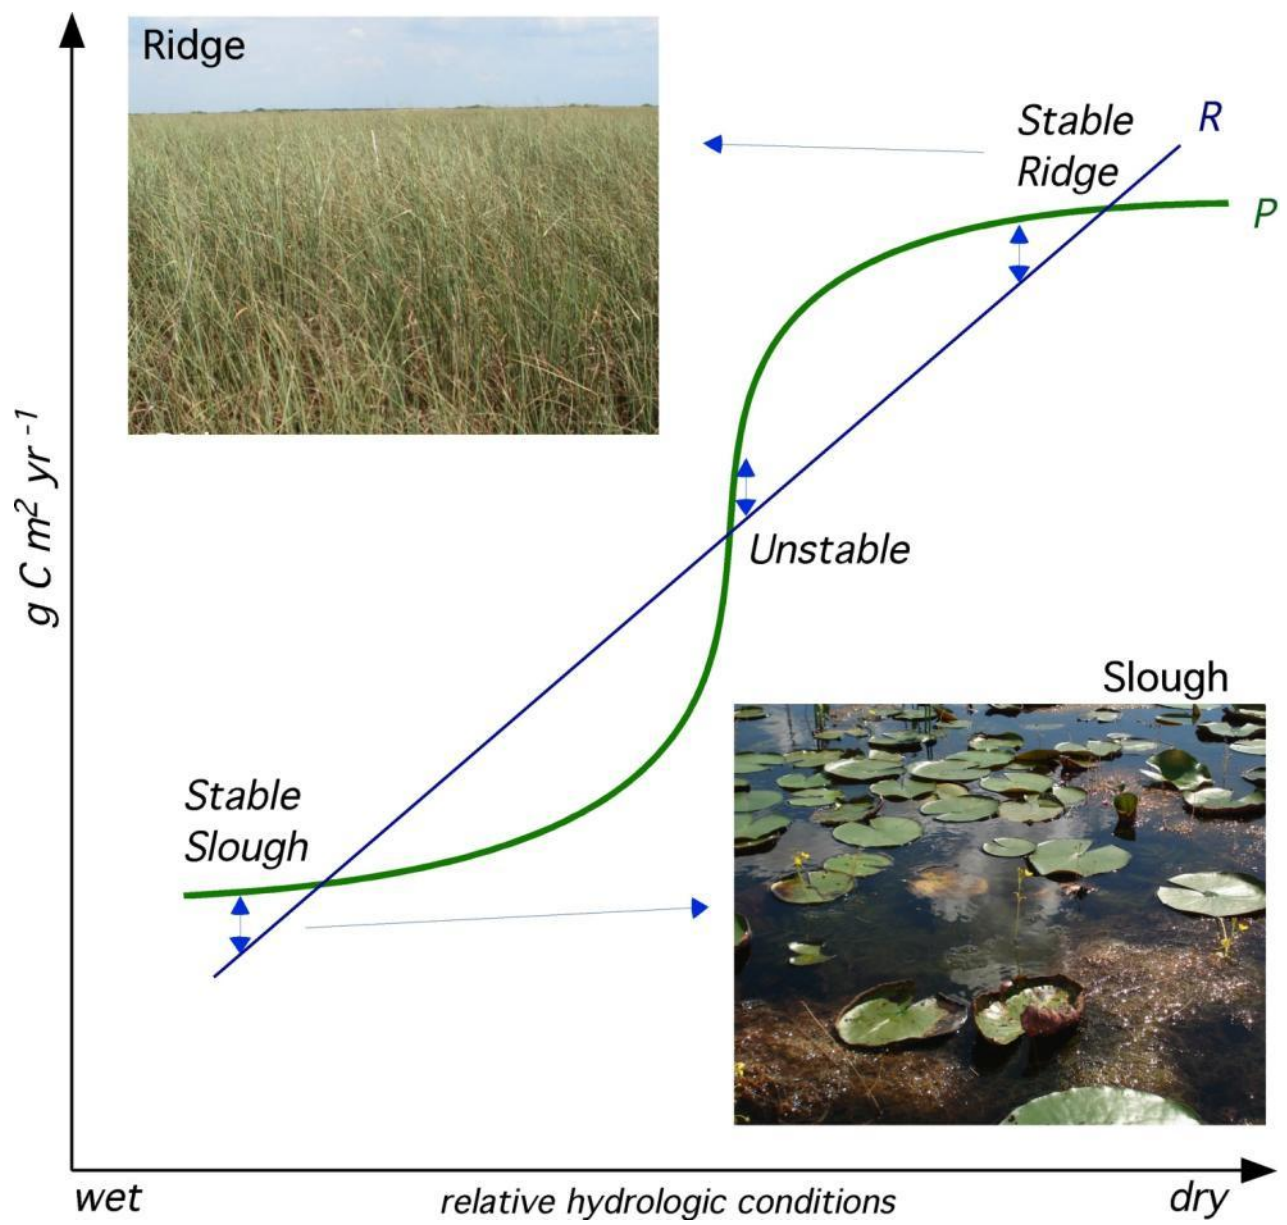 Ridge
Stable
Ridge
R
P
g C m² yr⁻¹
Unstable
Slough
Stable
Slough
wet
relative hydrologic conditions
dry